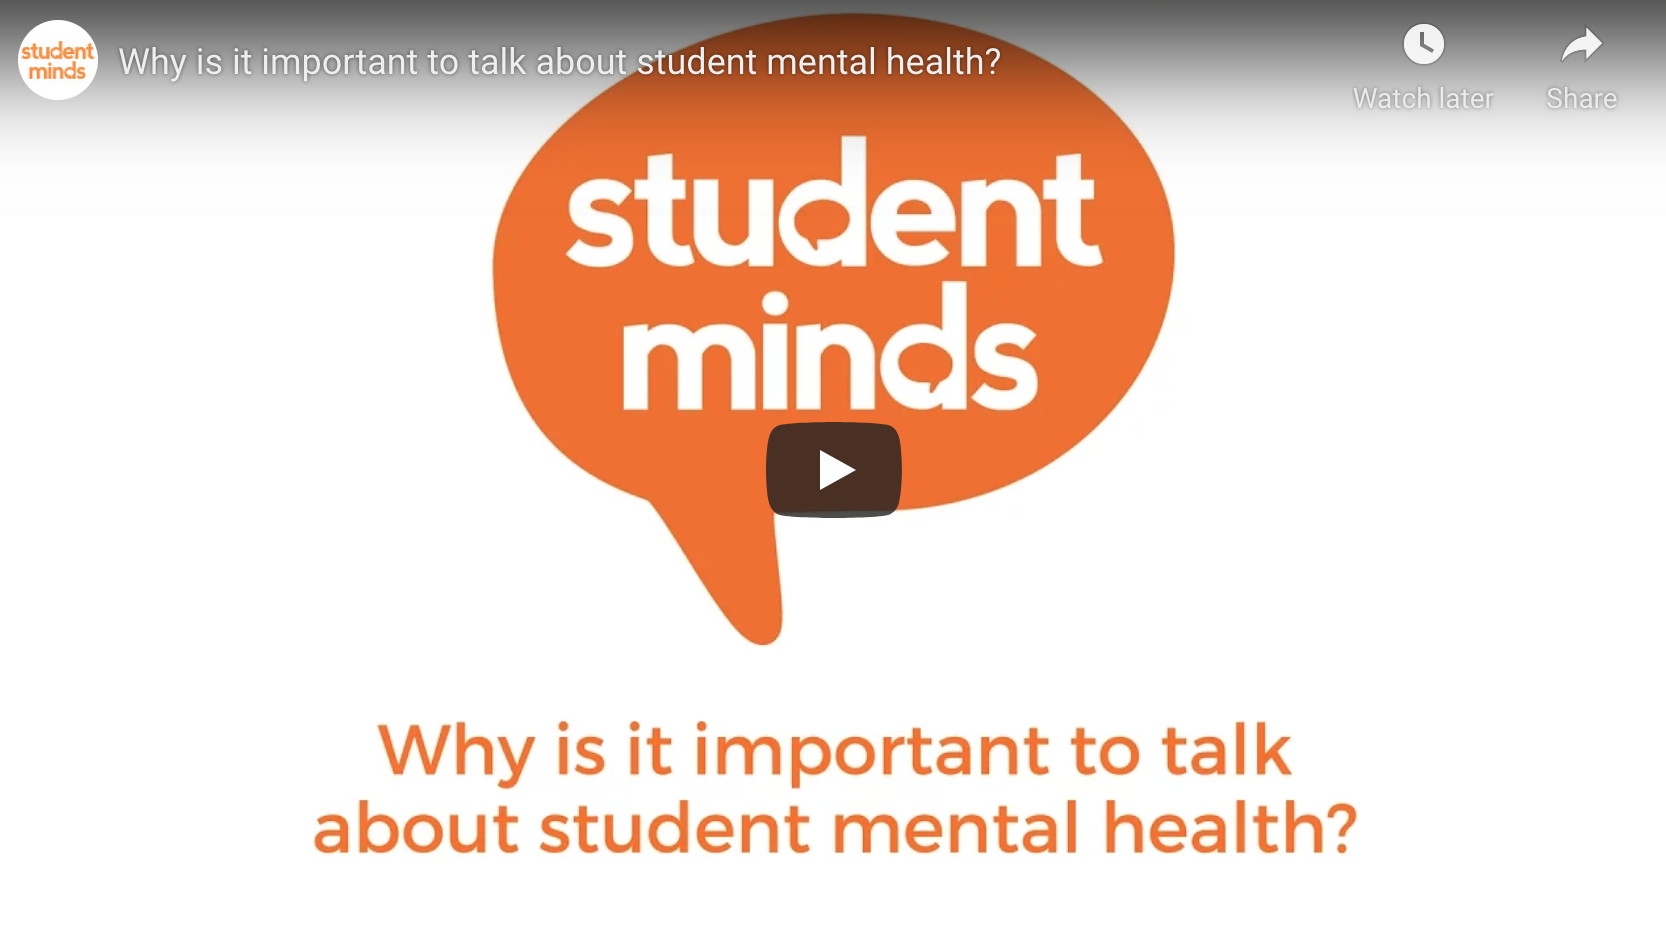 student
minds
Why is it important to talk about student mental health?
Watch later
Share
student
minds
Why is it important to talk
about student mental health?